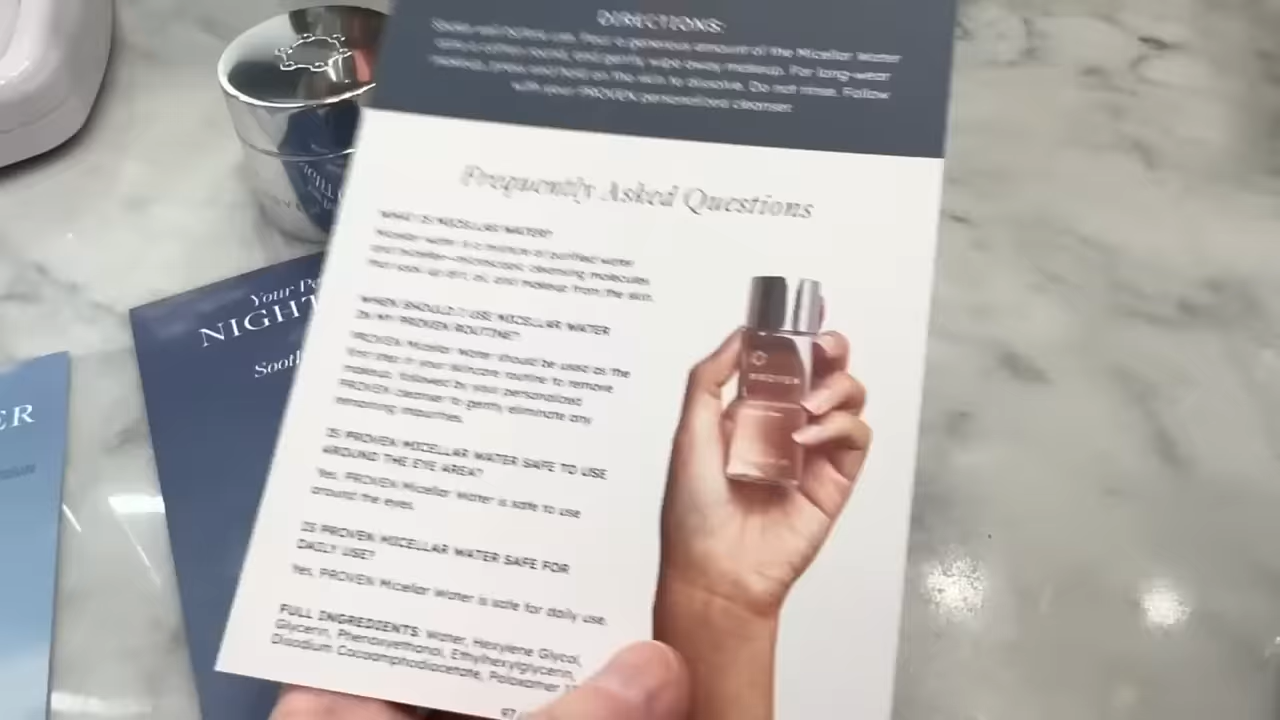 DIRECTIONS:
Shake well before use. Pour a generous amount of the Micellar Water
onto a cotton round, and gently wipe away makeup. For long-wear
makeup, press and hold on the skin to dissolve. Do not rinse. Follow
with your PROVEN personalized cleanser.
Frequently Asked Questions
WHAT IS MICELLAR WATER?
Micellar water is a mixture of purified water
and micelles—microscopic cleansing molecules
that soak up dirt, oil, and makeup from the skin.
WHEN SHOULD I USE MICELLAR WATER
IN MY PROVEN ROUTINE?
PROVEN Micellar Water should be used as the
first step in your skincare routine to remove
makeup, followed by your personalized
PROVEN cleanser to gently eliminate any
remaining impurities.
IS PROVEN MICELLAR WATER SAFE TO USE
AROUND THE EYE AREA?
Yes, PROVEN Micellar Water is safe to use
around the eyes.
IS PROVEN MICELLAR WATER SAFE FOR
DAILY USE?
Yes, PROVEN Micellar Water is safe for daily use.
FULL INGREDIENTS: Water, Hexylene Glycol,
Glycerin, Phenoxyethanol, Ethylhexylglycerin,
Disodium Cocoamphodiacetate, Poloxamer 1
97
PROVEN
Your Pe
NIGHT
Sooth
ER